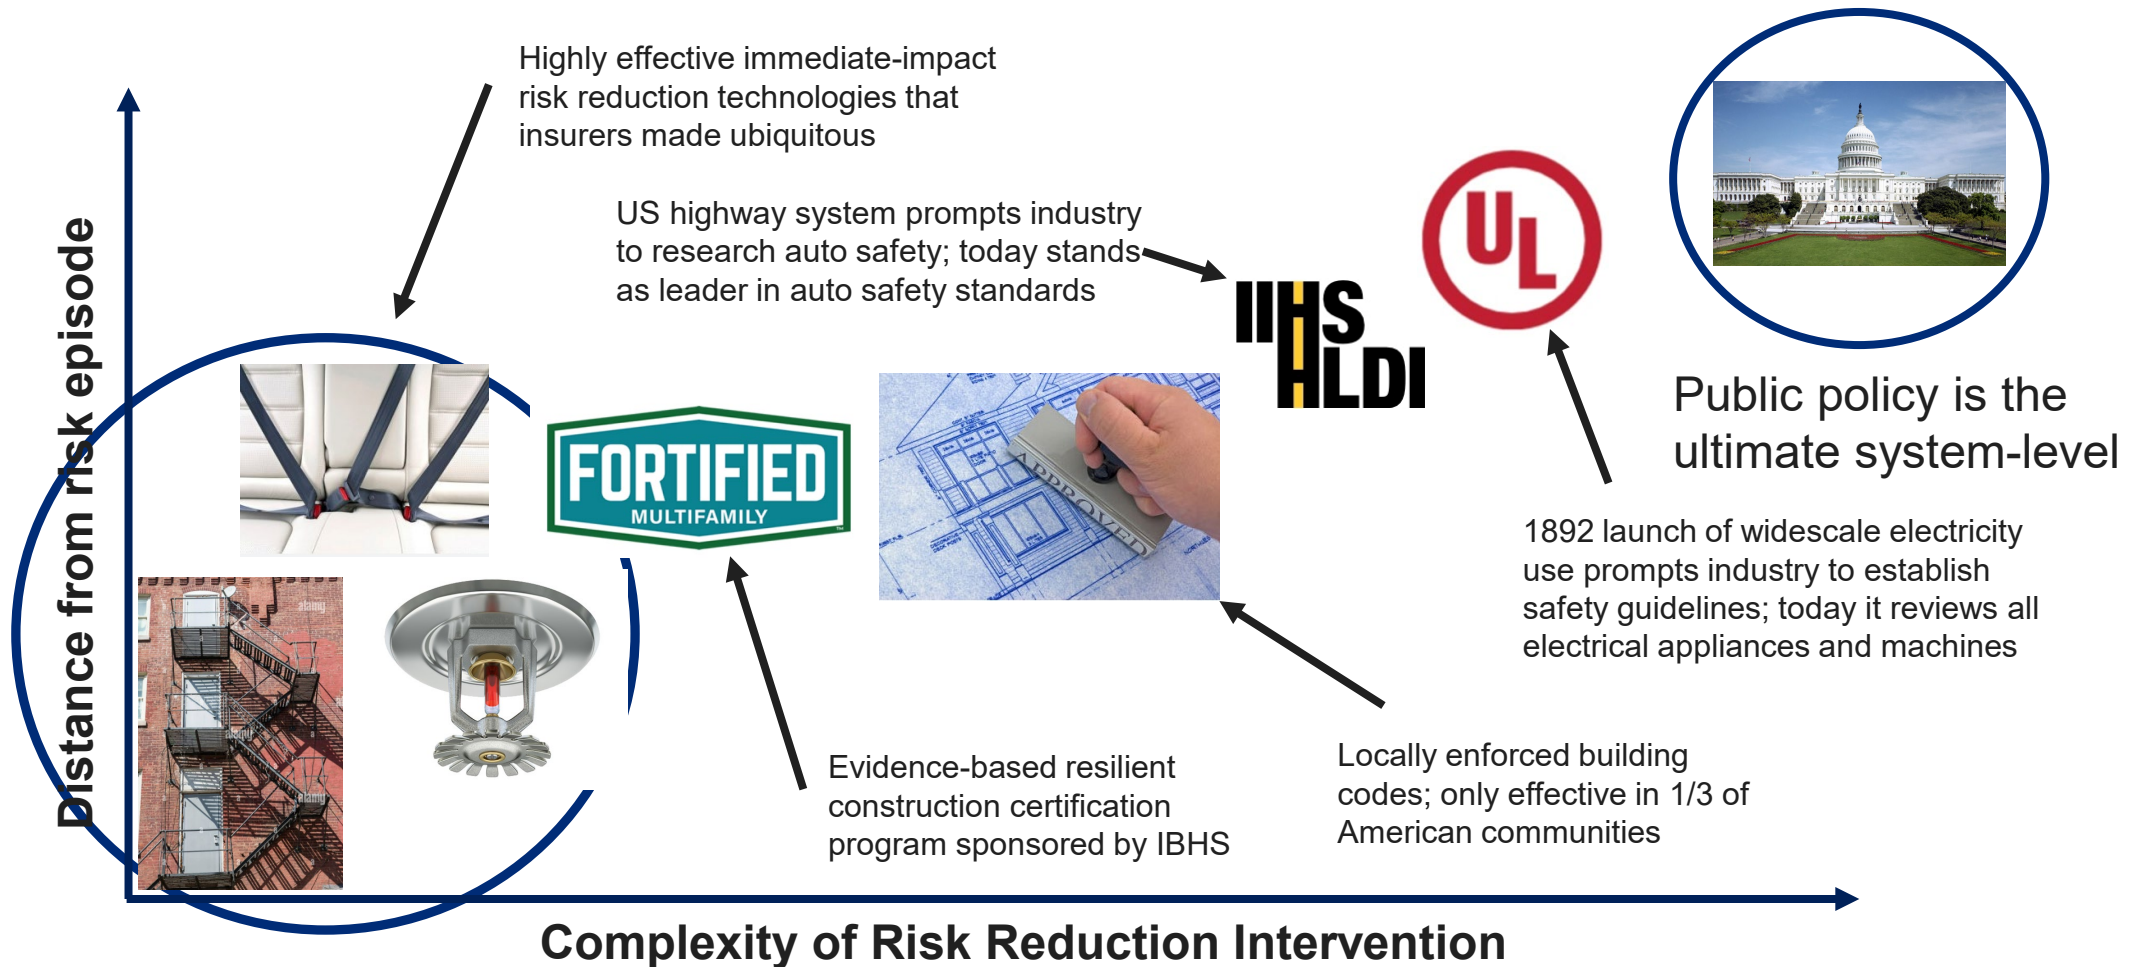 Highly effective immediate-impact
risk reduction technologies that
insurers made ubiquitous
US highway system prompts industry
to research auto safety; today stands
as leader in auto safety standards
IIHS
HLDI
UL
Public policy is the
ultimate system-level
1892 launch of widescale electricity
use prompts industry to establish
safety guidelines; today it reviews all
electrical appliances and machines
FORTIFIED
MULTIFAMILY
APPROVED
alamy
alamy
alamy
a
Evidence-based resilient
construction certification
program sponsored by IBHS
Locally enforced building
codes; only effective in 1/3 of
American communities
Distance from risk episode
Complexity of Risk Reduction Intervention